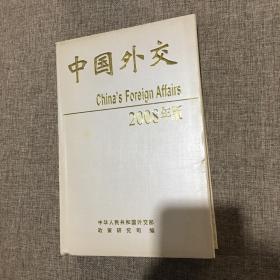 中国外交
China's Foreign Affairs
2008年版
中华人民共和国外交部
政策研究司 编